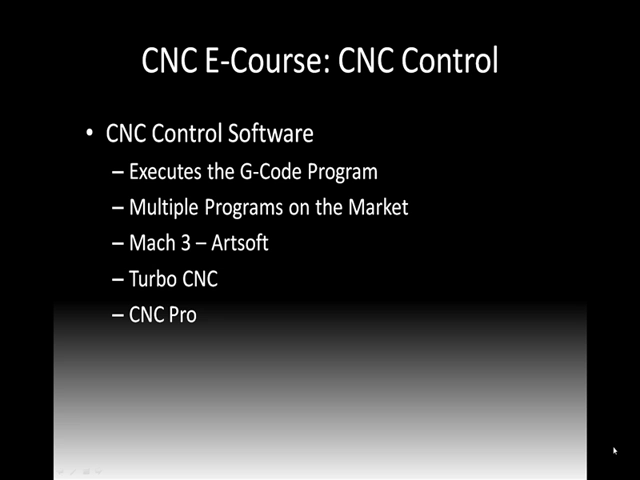 CNC E-Course: CNC Control
• CNC Control Software
– Executes the G-Code Program
– Multiple Programs on the Market
– Mach 3 – Artsoft
– Turbo CNC
– CNC Pro